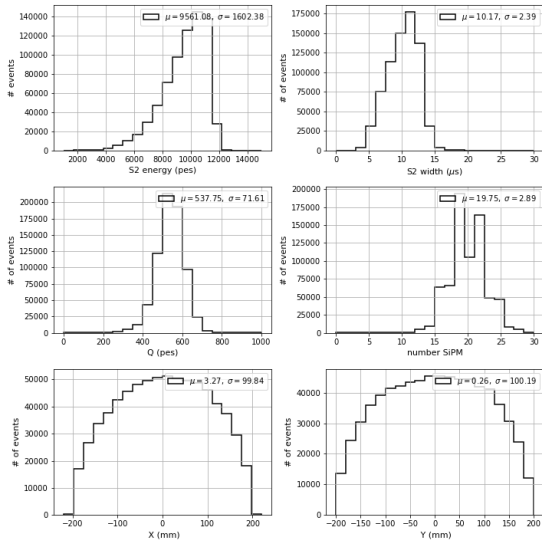 # of events
140000
120000
100000
80000
60000
40000
20000
0
μ = 9561.08, σ = 1602.38
2000 4000 6000 8000 10000 12000 14000
S2 energy (pes)
# of events
175000
150000
125000
100000
75000
50000
25000
0
μ = 10.17, σ = 2.39
0 5 10 15 20 25 30
S2 width (μs)
# of events
200000
175000
150000
125000
100000
75000
50000
25000
0
μ = 537.75, σ = 71.61
0 200 400 600 800 1000
Q (pes)
# of events
175000
150000
125000
100000
75000
50000
25000
0
μ = 19.75, σ = 2.89
0 5 10 15 20 25 30
number SiPM
# of events
50000
40000
30000
20000
10000
0
μ = 3.27, σ = 99.84
−200 −100 0 100 200
X (mm)
# of events
40000
30000
20000
10000
0
μ = 0.26, σ = 100.19
−200 −150 −100 −50 0 50 100 150 200
Y (mm)